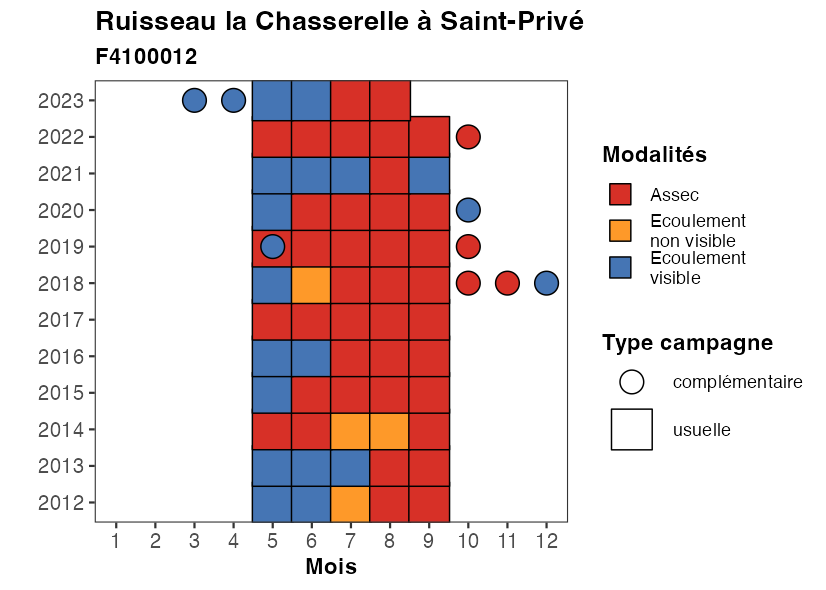 Ruisseau la Chasserelle à Saint-Privé
F4100012
2023
2022
2021
2020
2019
2018
2017
2016
2015
2014
2013
2012
1 2 3 4 5 6 7 8 9 10 11 12
Mois
Modalités
Assec
Ecoulement
non visible
Ecoulement
visible
Type campagne
complémentaire
usuelle